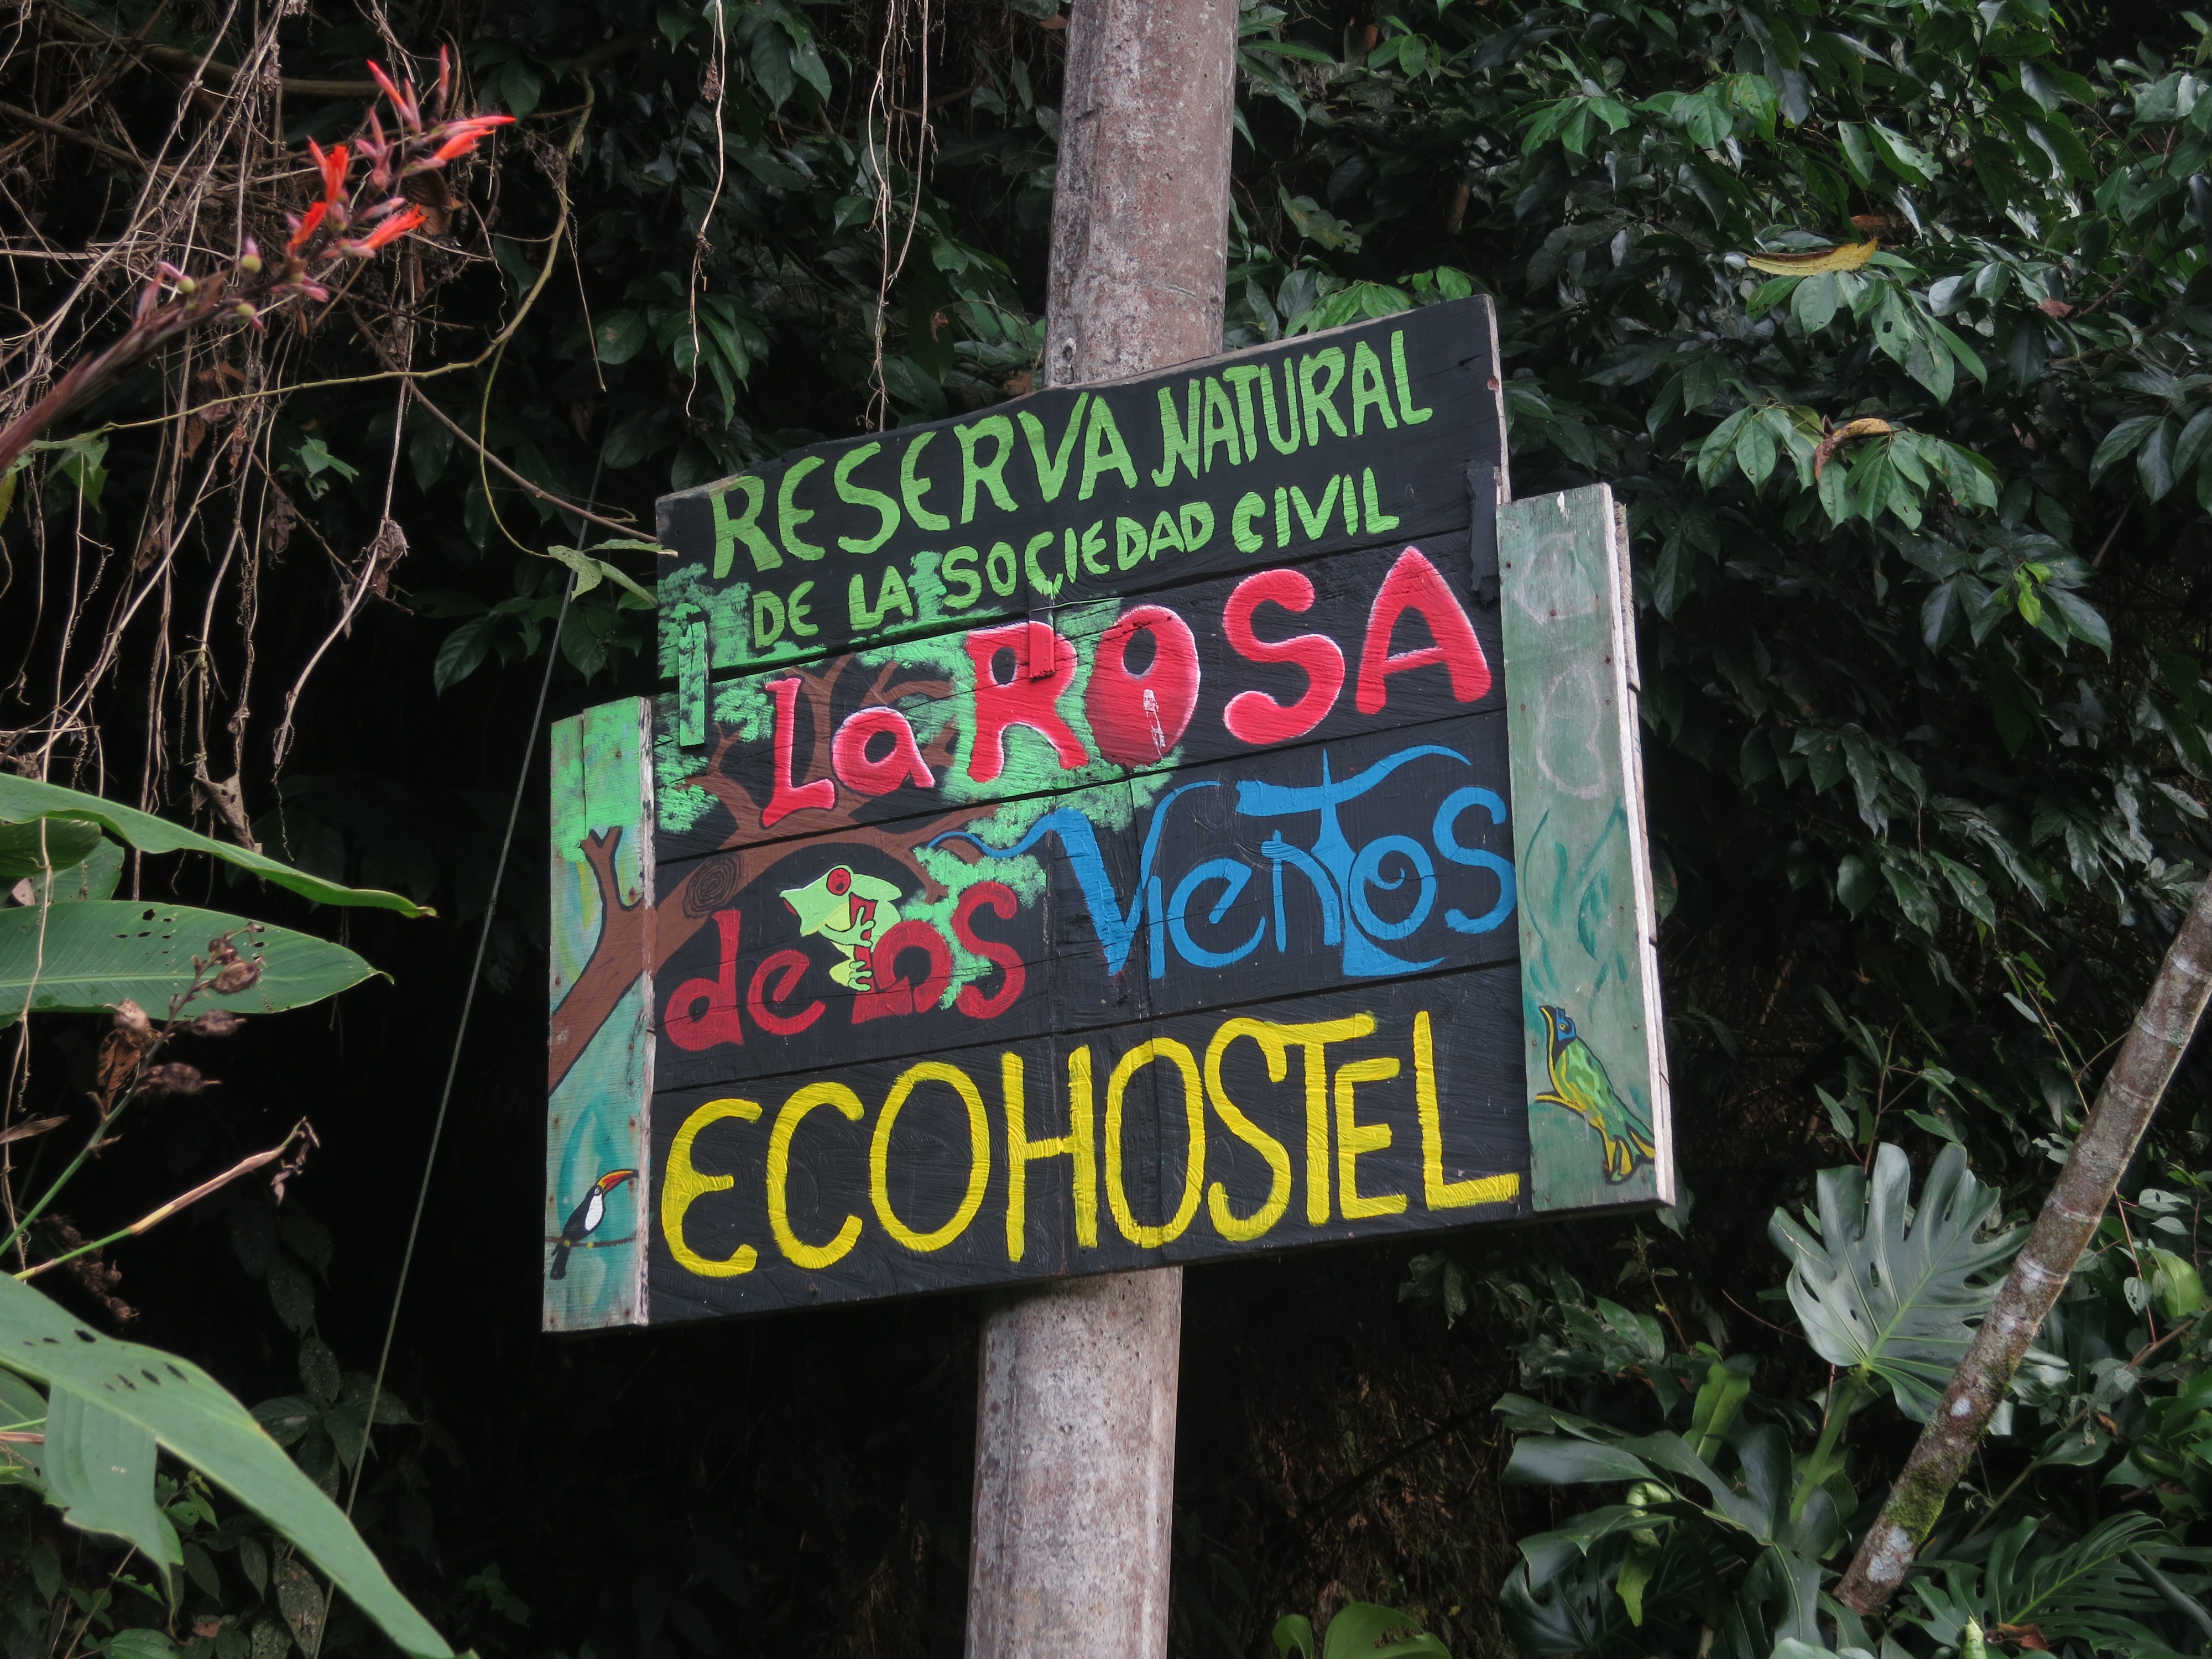 RESERVA NATURAL
DE LA SOCIEDAD CIVIL
La ROSA
de Los Vientos
ECOHOSTEL